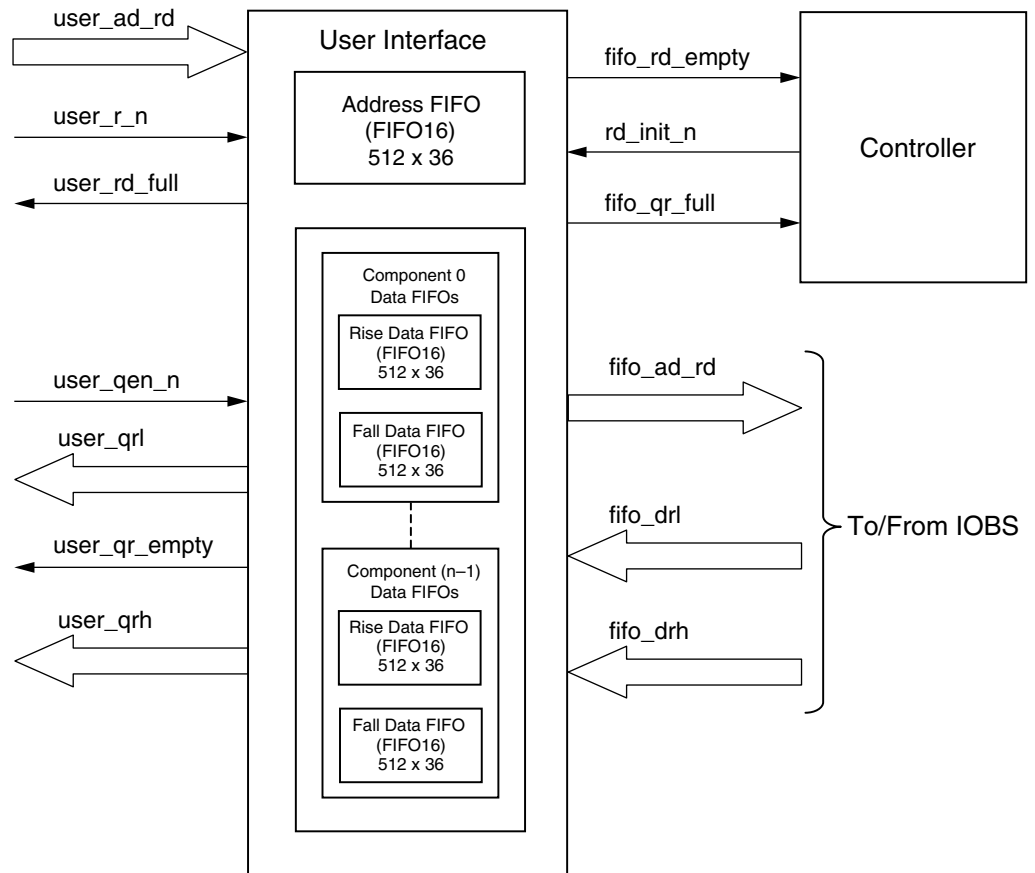 user_ad_rd
user_r_n
user_rd_full
user_qen_n
user_qrl
user_qr_empty
user_qrh
User Interface
Address FIFO
(FIFO16)
512 x 36
Component 0
Data FIFOs
Rise Data FIFO
(FIFO16)
512 x 36
Fall Data FIFO
(FIFO16)
512 x 36
Component (n–1)
Data FIFOs
Rise Data FIFO
(FIFO16)
512 x 36
Fall Data FIFO
(FIFO16)
512 x 36
fifo_rd_empty
rd_init_n
fifo_qr_full
Controller
fifo_ad_rd
fifo_drl
fifo_drh
To/From IOBS